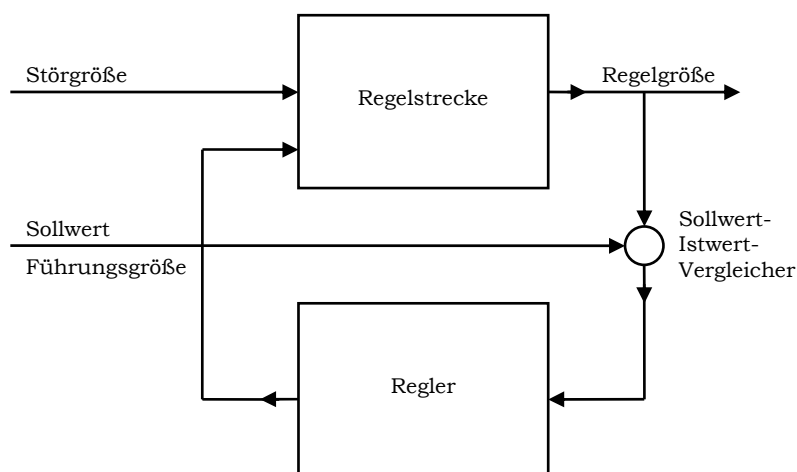 Störgröße
Regelstrecke
Regelgröße
Sollwert
Führungsgröße
Sollwert-
Istwert-
Vergleicher
Regler